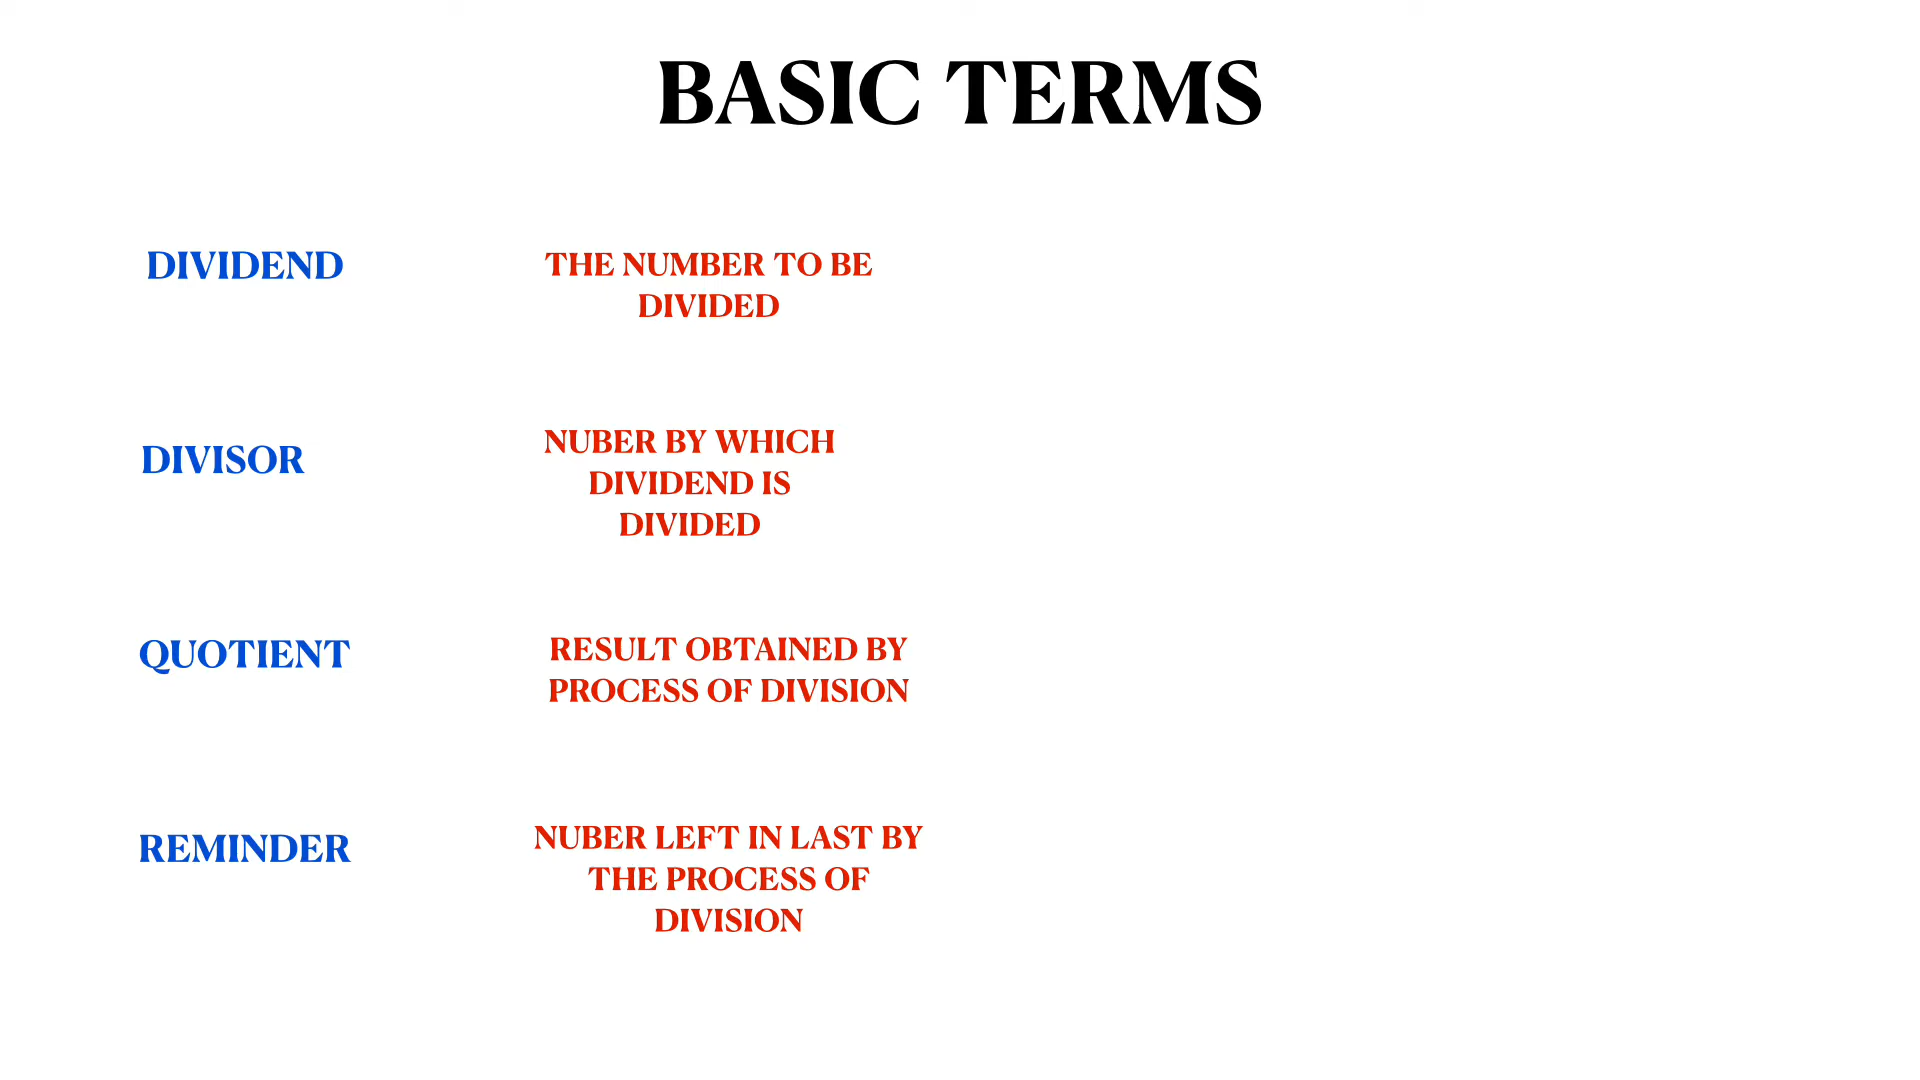 BASIC TERMS
DIVIDEND
THE NUMBER TO BE
DIVIDED
DIVISOR
NUBER BY WHICH
DIVIDEND IS
DIVIDED
QUOTIENT
RESULT OBTAINED BY
PROCESS OF DIVISION
REMINDER
NUBER LEFT IN LAST BY
THE PROCESS OF
DIVISION